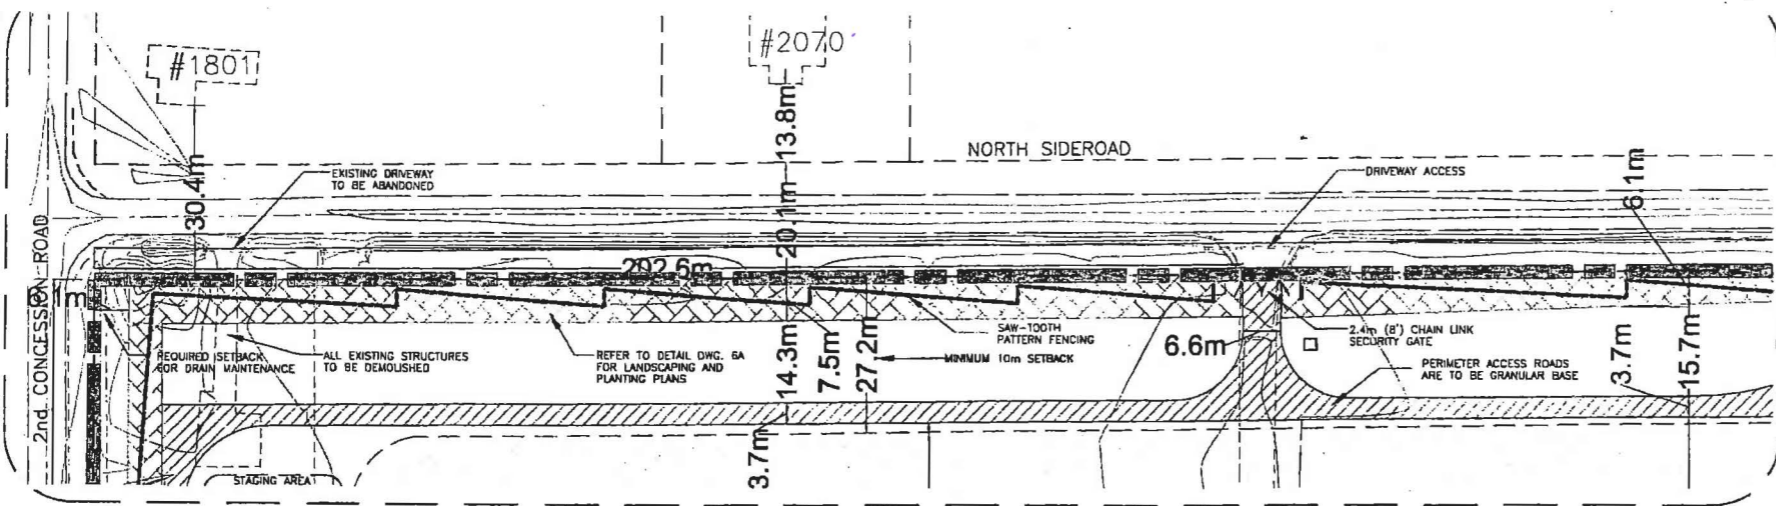 #1801
#2070
13.8m
NORTH SIDEROAD
EXISTING DRIVEWAY
TO BE ABANDONED
DRIVEWAY ACCESS
30.4m
20.1m
6.1m
2nd. CONCESSION ROAD
292.6m
REQUIRED SETBACK
FOR DRAIN MAINTENANCE
ALL EXISTING STRUCTURES
TO BE DEMOLISHED
REFER TO DETAIL DWG. 6A
FOR LANDSCAPING AND
PLANTING PLANS
14.3m
7.5m
27.2m
SAW-TOOTH
PATTERN FENCING
MINIMUM 10m SETBACK
6.6m
2.4m (8') CHAIN LINK
SECURITY GATE
PERIMETER ACCESS ROADS
ARE TO BE GRANULAR BASE
3.7m
15.7m
3.7m
STAGING AREA